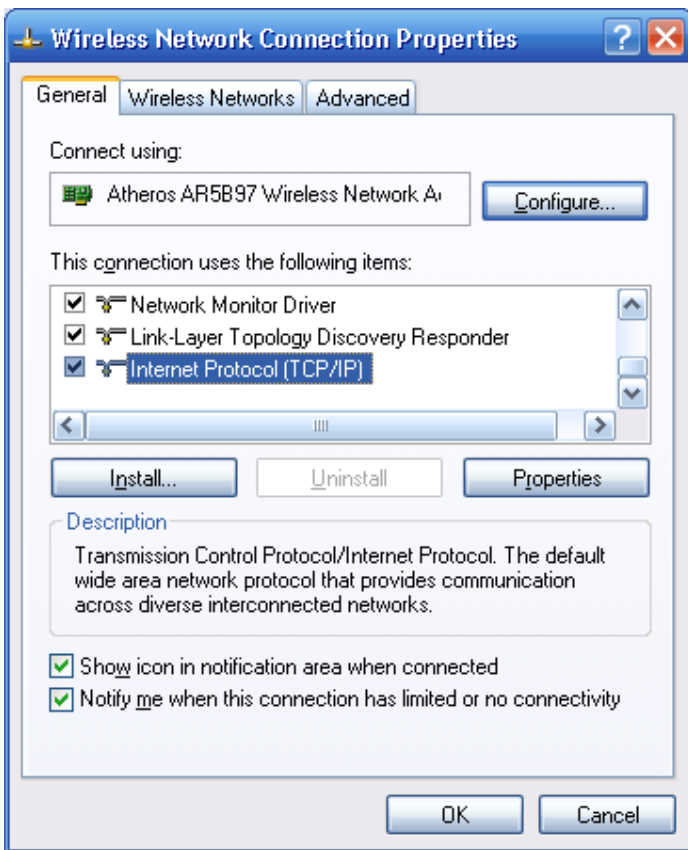 Wireless Network Connection Properties
General Wireless Networks Advanced
Connect using:
Atheros AR5B97 Wireless Network
Configure...
This connection uses the following items:
Network Monitor Driver
Link-Layer Topology Discovery Responder
Internet Protocol (TCP/IP)
Install... Uninstall Properties
Description
Transmission Control Protocol/Internet Protocol. The default
wide area network protocol that provides communication
across diverse interconnected networks.
Show icon in notification area when connected
Notify me when this connection has limited or no connectivity
OK Cancel